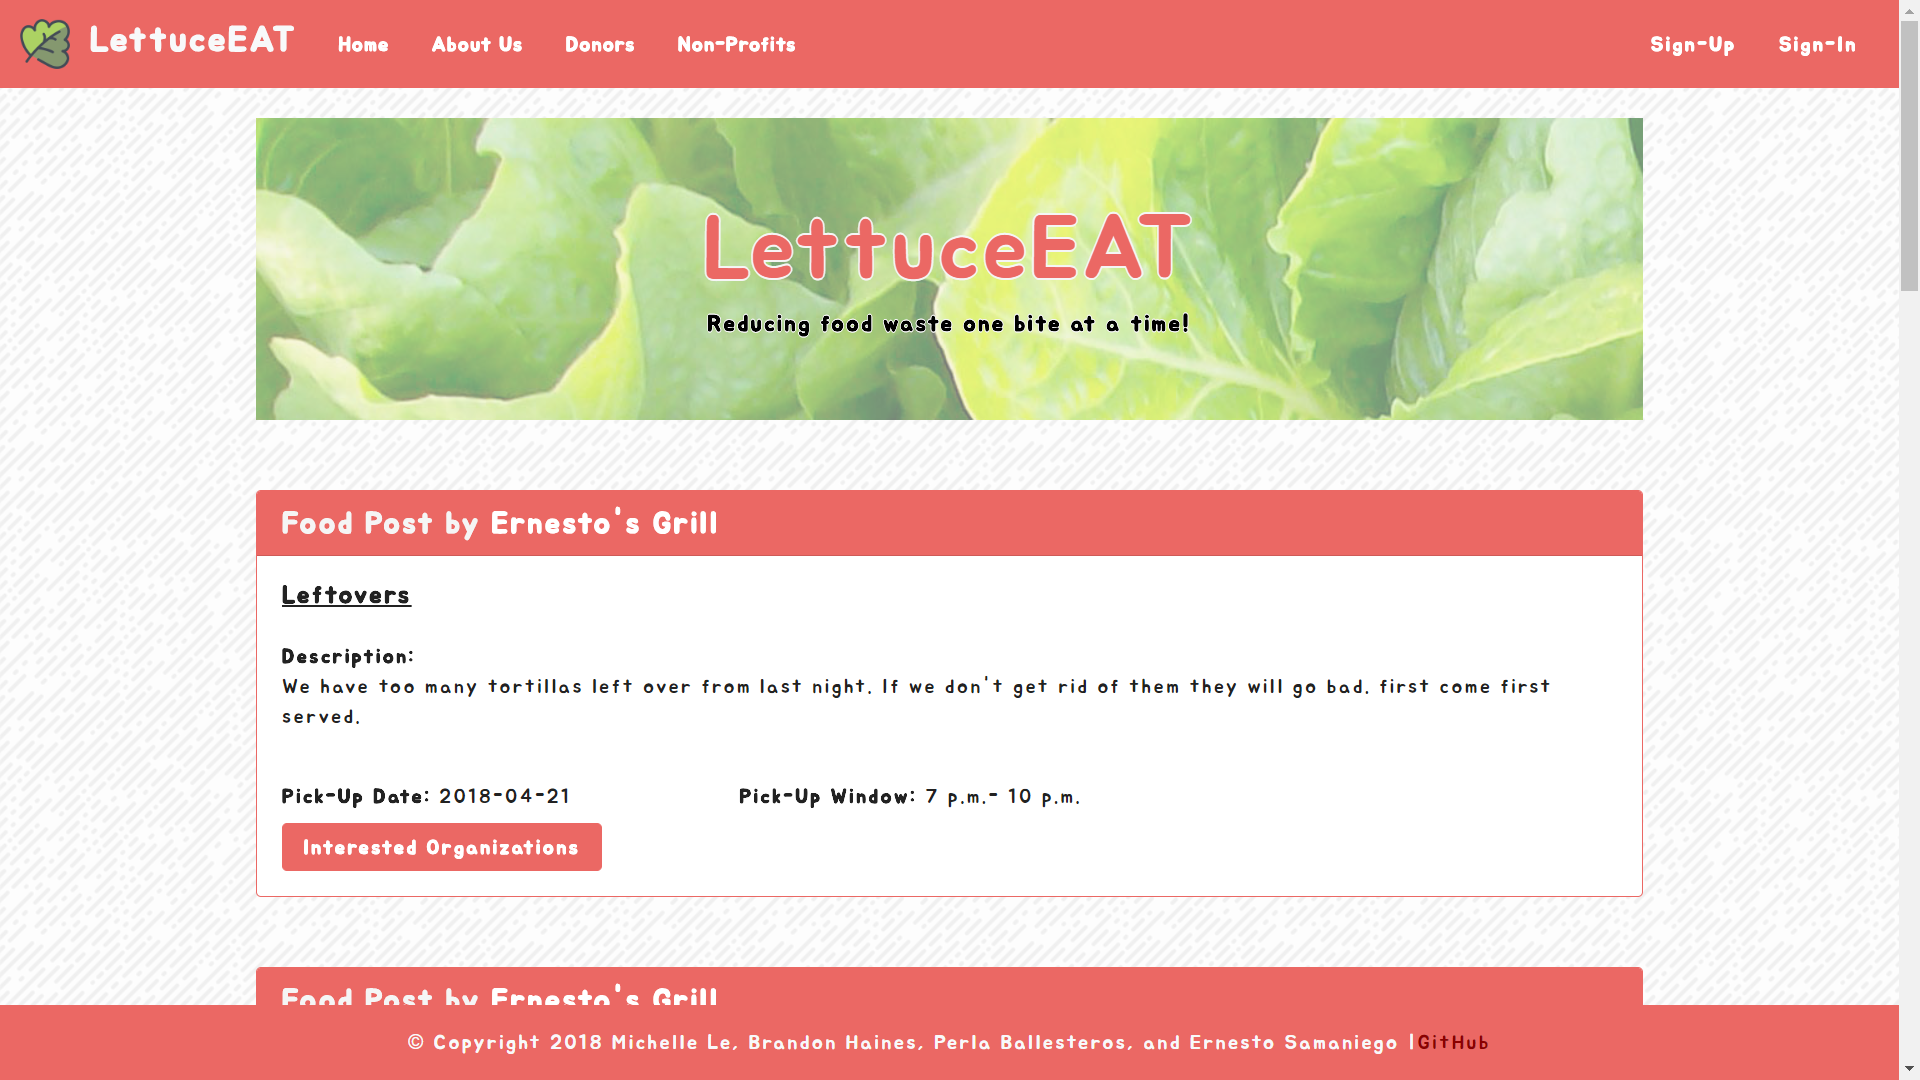 LettuceEAT Home About Us Donors Non-Profits Sign-Up Sign-In
LettuceEAT
Reducing food waste one bite at a time!
Food Post by Ernesto's Grill
Leftovers
Description:
We have too many tortillas left over from last night. If we don't get rid of them they will go bad. first come first
served.
Pick-Up Date: 2018-04-21 Pick-Up Window: 7 p.m.- 10 p.m.
Interested Organizations
Food Post by Ernesto's Grill
© Copyright 2018 Michelle Le, Brandon Haines, Perla Ballesteros, and Ernesto Samaniego |GitHub